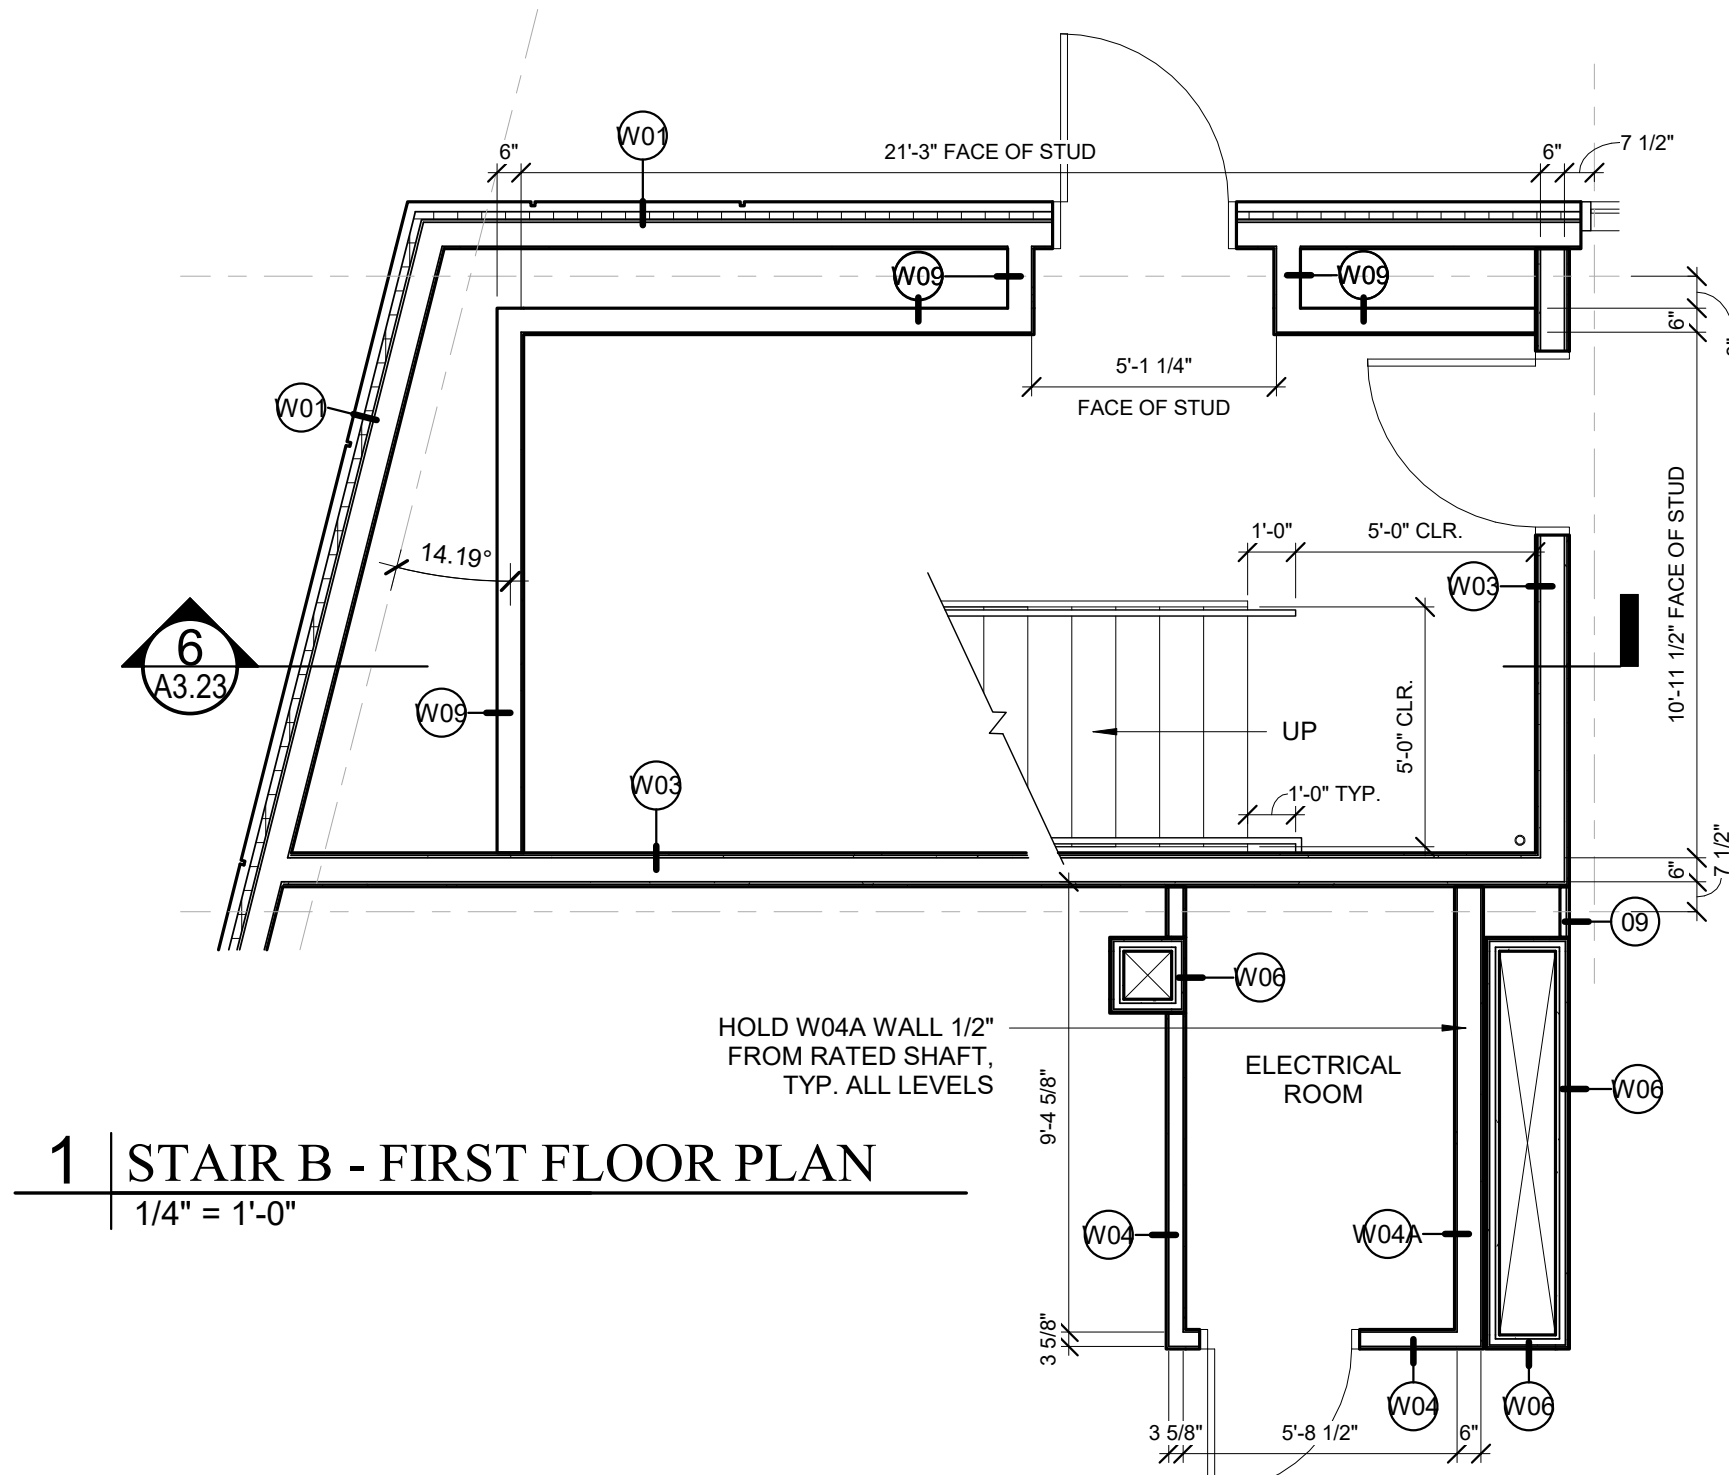 W01
6"
21'-3" FACE OF STUD
6"
7 1/2"
W09
W09
6"
5'-1 1/4"
FACE OF STUD
W01
10'-11 1/2" FACE OF STUD
14.19°
1'-0"
5'-0" CLR.
W03
6
A3.23
W09
UP
5'-0" CLR.
W03
1'-0" TYP.
6"
7 1/2"
09
W06
HOLD W04A WALL 1/2"
FROM RATED SHAFT,
TYP. ALL LEVELS
ELECTRICAL
ROOM
W06
9'-4 5/8"
1 STAIR B - FIRST FLOOR PLAN
1/4" = 1'-0"
W04
W04A
3 5/8"
W04
W06
3 5/8"
5'-8 1/2"
6"